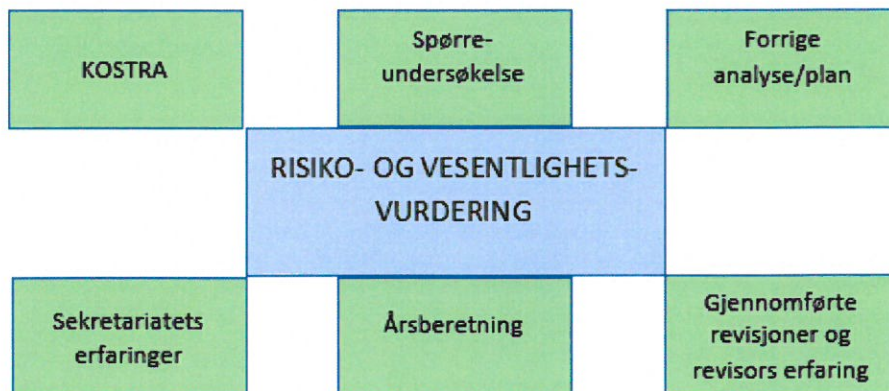 KOSTRA
Spørre-
undersøkelse
Forrige
analyse/plan
RISIKO- OG VESENTLIGHETS-
VURDERING
Sekretariatets
erfaringer
Årsberetning
Gjennomførte
revisjoner og
revisors erfaring